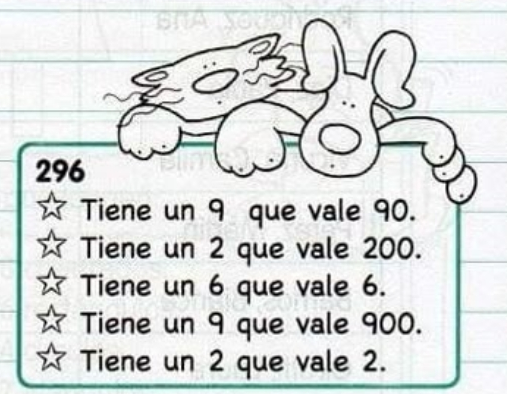 296
☆ Tiene un 9 que vale 90.
☆ Tiene un 2 que vale 200.
☆ Tiene un 6 que vale 6.
☆ Tiene un 9 que vale 900.
☆ Tiene un 2 que vale 2.